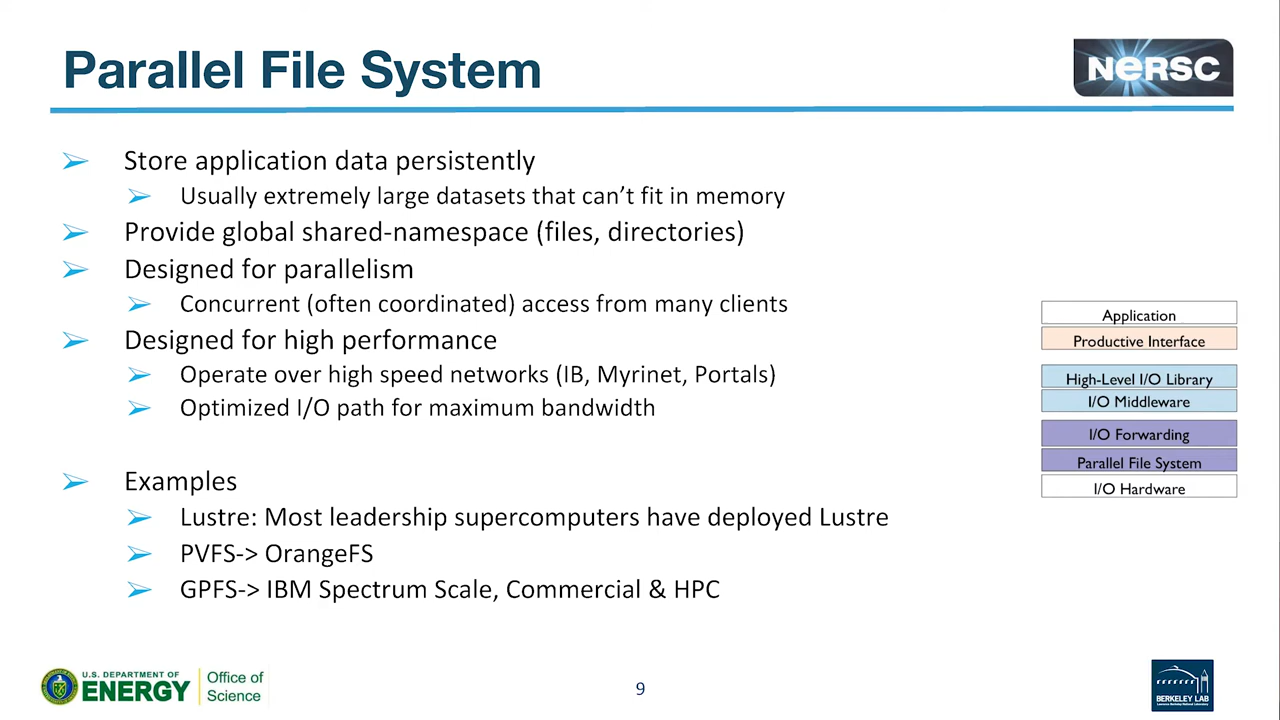 Parallel File System
NERSC
➢ Store application data persistently
➢ Usually extremely large datasets that can’t fit in memory
➢ Provide global shared-namespace (files, directories)
➢ Designed for parallelism
➢ Concurrent (often coordinated) access from many clients
➢ Designed for high performance
➢ Operate over high speed networks (IB, Myrinet, Portals)
➢ Optimized I/O path for maximum bandwidth
➢ Examples
➢ Lustre: Most leadership supercomputers have deployed Lustre
➢ PVFS-> OrangeFS
➢ GPFS-> IBM Spectrum Scale, Commercial & HPC
Application
Productive Interface
High-Level I/O Library
I/O Middleware
I/O Forwarding
Parallel File System
I/O Hardware
U.S. DEPARTMENT OF
ENERGY
Office of
Science
9
BERKELEY LAB
Lawrence Berkeley National Laboratory